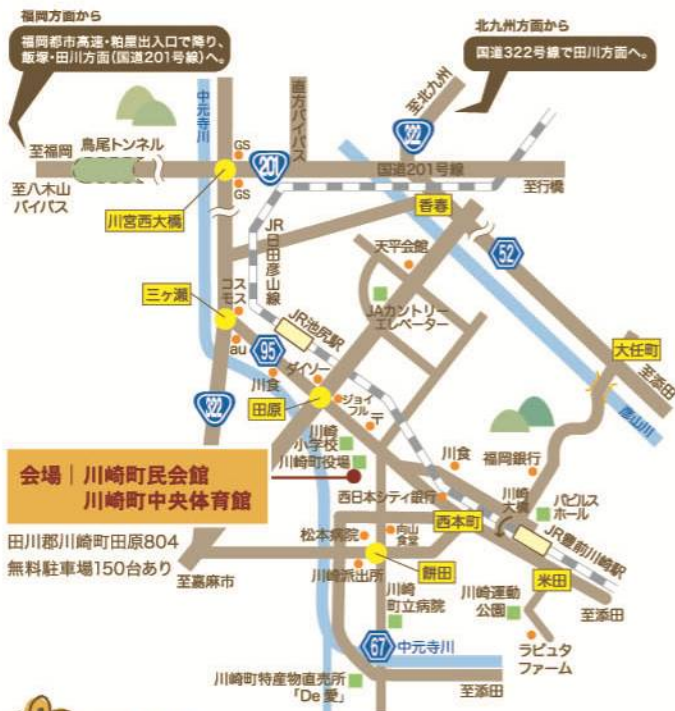 福岡方面から
福岡都市高速・粕屋出入口で降り、
飯塚・田川方面(国道201号線)へ。
北九州方面から
国道322号線で田川方面へ。
至北九州
中元寺川
直方バイパス
322
GS
201
至福岡
鳥尾トンネル
国道201号線
至八木山
バイパス
GS
至行橋
川宮西大橋
香春
JR日田彦山線
天平会館
52
三ヶ瀬
コスモス
JAカントリー
エレベーター
JR池尻駅
au
95
大任町
ダイソー
川食
至添田
彦山川
322
田原
ジョイ
フル
〒
川崎
小学校
川崎町役場
川食
福岡銀行
会場｜川崎町民会館
川崎町中央体育館
西日本シティ銀行
川崎
大橋
パピルス
ホール
田川郡川崎町田原804
無料駐車場150台あり
西本町
JR豊前川崎駅
松本病院
向山
食堂
至嘉麻市
川崎派出所
餅田
米田
川崎
町立病院
川崎運動
公園
至添田
67
中元寺川
ラピュタ
ファーム
川崎町特産物直売所
「De愛」
至添田